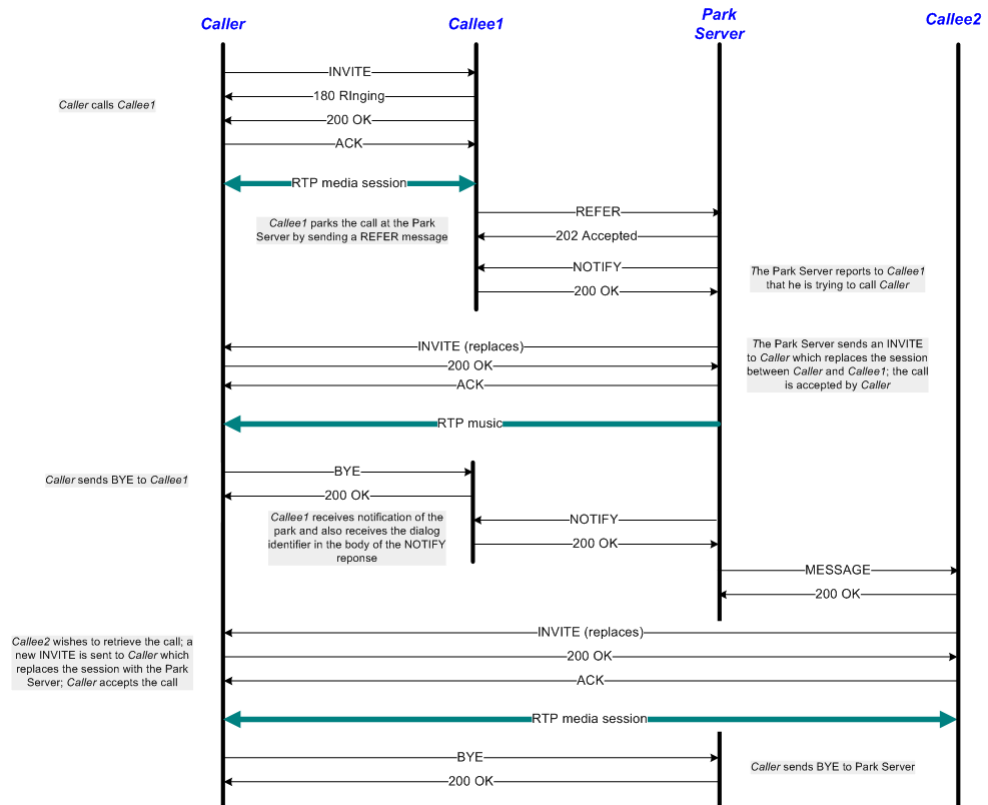 Caller
Callee1
Park
Server
Callee2
INVITE
180 RInging
Caller calls Callee1
200 OK
ACK
RTP media session
REFER
Callee1 parks the call at the Park
Server by sending a REFER message
202 Accepted
NOTIFY
The Park Server reports to Callee1
that he is trying to call Caller
200 OK
INVITE (replaces)
200 OK
ACK
The Park Server sends an INVITE
to Caller which replaces the session
between Caller and Callee1; the call
is accepted by Caller
RTP music
BYE
Caller sends BYE to Callee1
200 OK
Callee1 receives notification of the
park and also receives the dialog
identifier in the body of the NOTIFY
reponse
NOTIFY
200 OK
MESSAGE
200 OK
INVITE (replaces)
Callee2 wishes to retrieve the call; a
new INVITE is sent to Caller which
replaces the session with the Park
Server; Caller accepts the call
200 OK
ACK
RTP media session
BYE
Caller sends BYE to Park Server
200 OK